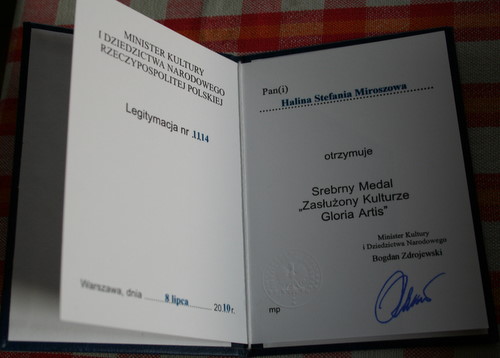 MINISTER KULTURY
I DZIEDZICTWA NARODOWEGO
RZECZYPOSPOLITEJ POLSKIEJ
Legitymacja nr 1114
Warszawa, dnia 8 lipca 2010r.
Pan(i)
Halina Stefania Miroszowa
otrzymuje
Srebrny Medal
„Zasłużony Kulturze
Gloria Artis”
Minister Kultury
i Dziedzictwa Narodowego
Bogdan Zdrojewski
mp